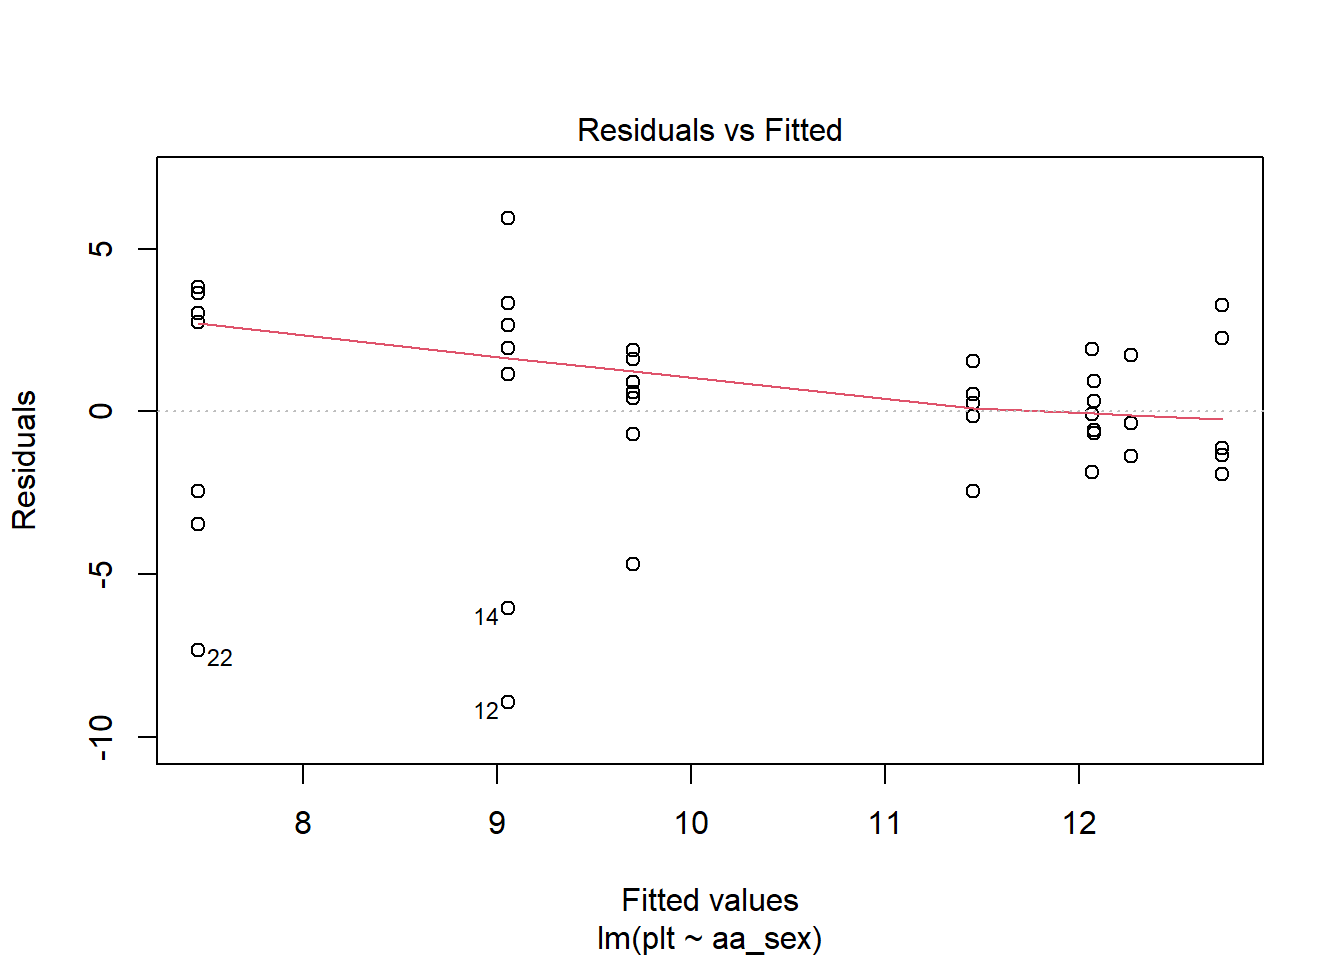 Residuals vs Fitted
Residuals
5
0
-5
-10
14
22
12
8 9 10 11 12
Fitted values
lm(plt ~ aa_sex)